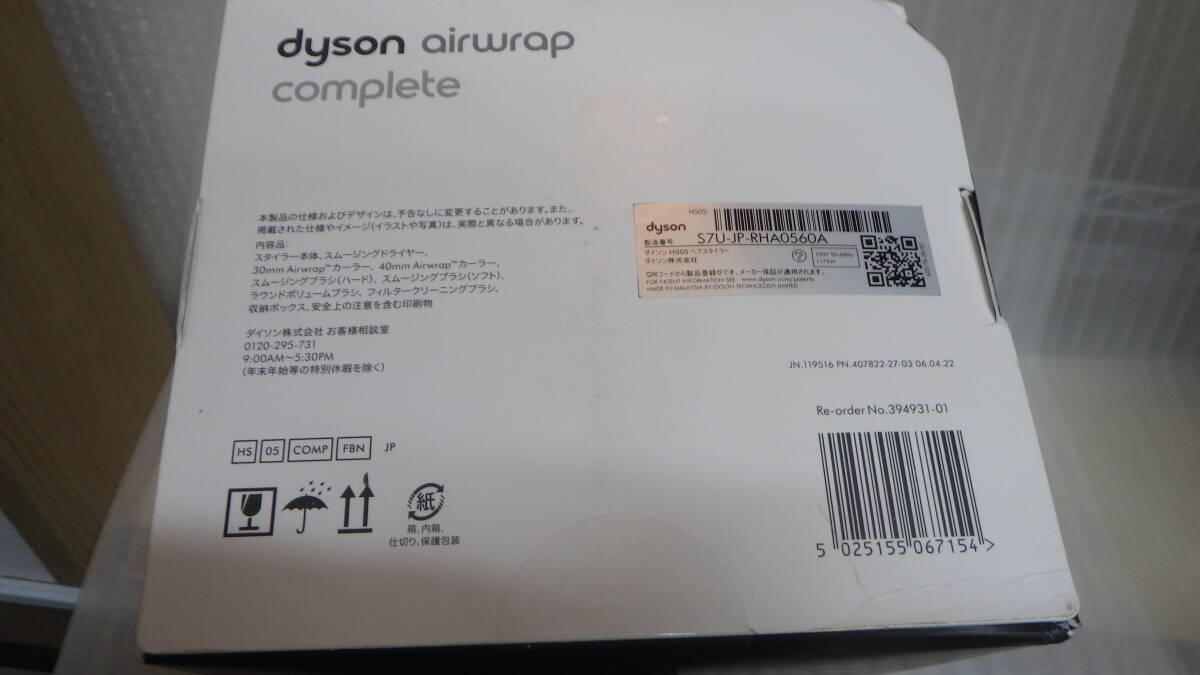 dyson airwrap
complete
本製品の仕様およびデザインは、予告なしに変更することがあります。また、
掲載された仕様やイメージ(イラストや写真)は、実際と異なる場合があります。
内容品:
スタイラー本体、スムージングドライヤー、
30mm Airwrap™カーラー、40mm Airwrap™カーラー、
スムージングブラシ(ハード)、スムージングブラシ(ソフト)、
ラウンドボリュームブラシ、フィルタークリーニングブラシ、
収納ボックス、安全上の注意を含む印刷物
ダイソン株式会社 お客様相談室
0120-295-731
9:00AM〜5:30PM
(年末年始等の特別休暇を除く)
HS 05 COMP FBN JP
紙
箱、内箱、
仕切り、保護包装
HS05
dyson
製造番号 S7U-JP-RHA0560A
ダイソン HS05 ヘアスタイラー
ダイソン株式会社
100V 50-60Hz
1175W
QRコードから製品登録ができ、メーカー保証が適用されます。
FOR PATENT INFORMATION SEE: www.dyson.com/patents
MADE IN MALAYSIA BY DYSON TECHNOLOGY LIMITED
JN.119516 PN.407822-27-03 06.04.22
Re-order No.394931-01
5 025155 067154 >